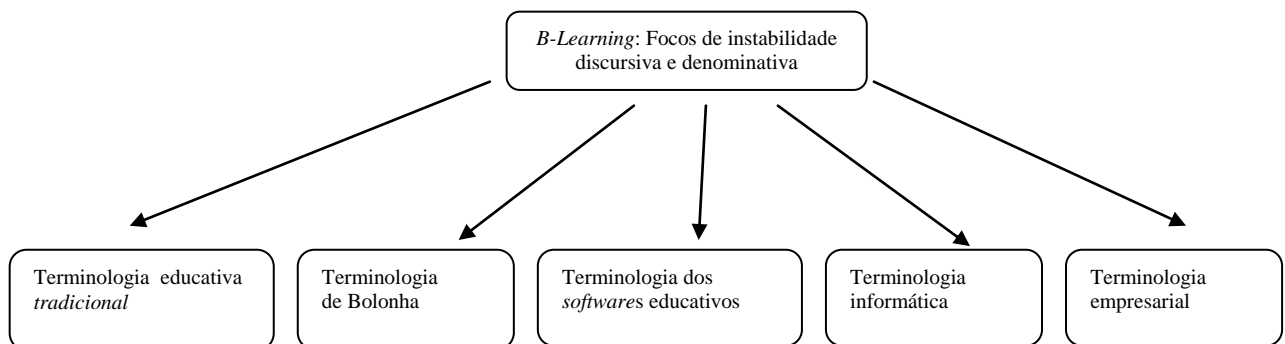 B-Learning: Focos de instabilidade
discursiva e denominativa
Terminologia educativa
tradicional
Terminologia
de Bolonha
Terminologia dos
softwares educativos
Terminologia
informática
Terminologia
empresarial